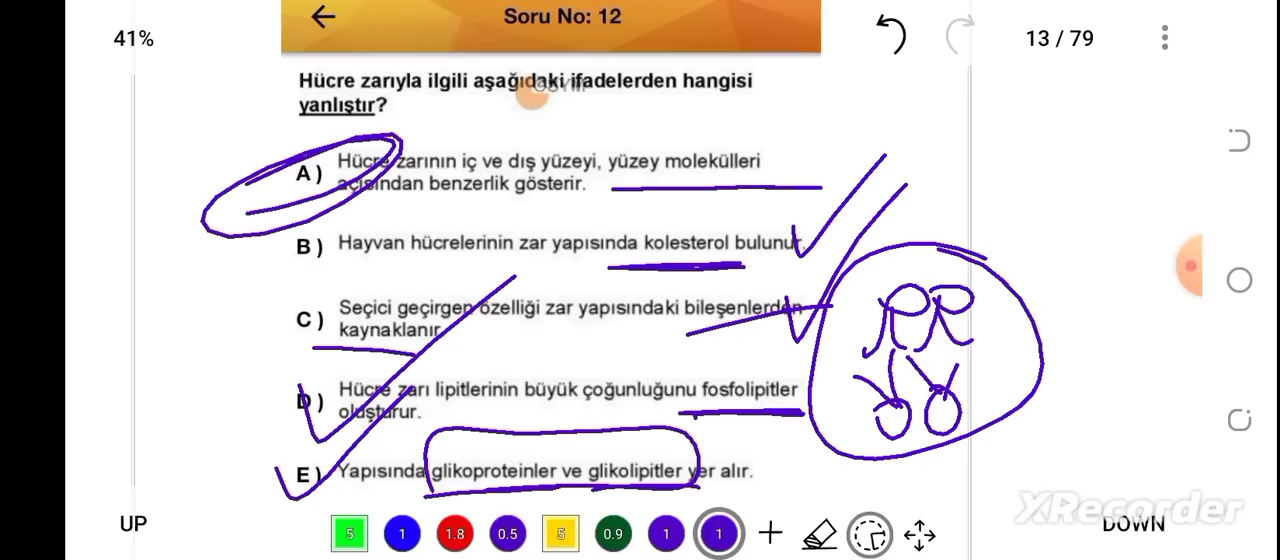 41%
Soru No: 12
13 / 79
Hücre zarıyla ilgili aşağıdaki ifadelerden hangisi
yanlıştır?
A) Hücre zarının iç ve dış yüzeyi, yüzey molekülleri
açısından benzerlik gösterir.
B) Hayvan hücrelerinin zar yapısında kolesterol bulunur.
C) Seçici geçirgen özelliği zar yapısındaki bileşenlerden
kaynaklanır.
D) Hücre zarı lipitlerinin büyük çoğunluğunu fosfolipitler
oluşturur.
E) Yapısında glikoproteinler ve glikolipitler yer alır.
UP
5 1 1.8 0.5 5 0.9 1 1
XRecorder
DOWN